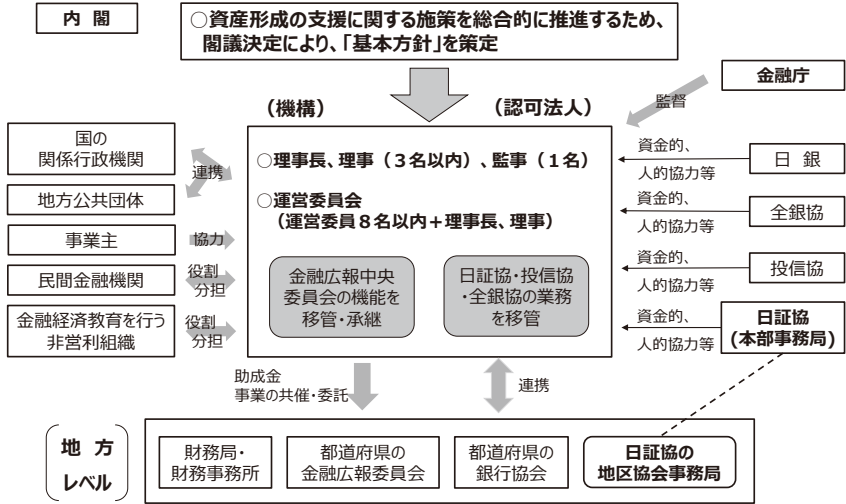 内 閣
○資産形成の支援に関する施策を総合的に推進するため、
閣議決定により、「基本方針」を策定
金融庁
監督
（機構）
（認可法人）
国の
関係行政機関
地方公共団体
連携
事業主
協力
民間金融機関
役割
分担
金融経済教育を行う
非営利組織
役割
分担
○理事長、理事（３名以内）、監事（１名）
○運営委員会
（運営委員８名以内＋理事長、理事）
金融広報中央
委員会の機能を
移管・承継
日証協・投信協
・全銀協の業務
を移管
資金的、
人的協力等
日 銀
資金的、
人的協力等
全銀協
資金的、
人的協力等
投信協
資金的、
人的協力等
日証協
（本部事務局）
助成金
事業の共催・委託
連携
地 方
レベル
財務局・
財務事務所
都道府県の
金融広報委員会
都道府県の
銀行協会
日証協の
地区協会事務局